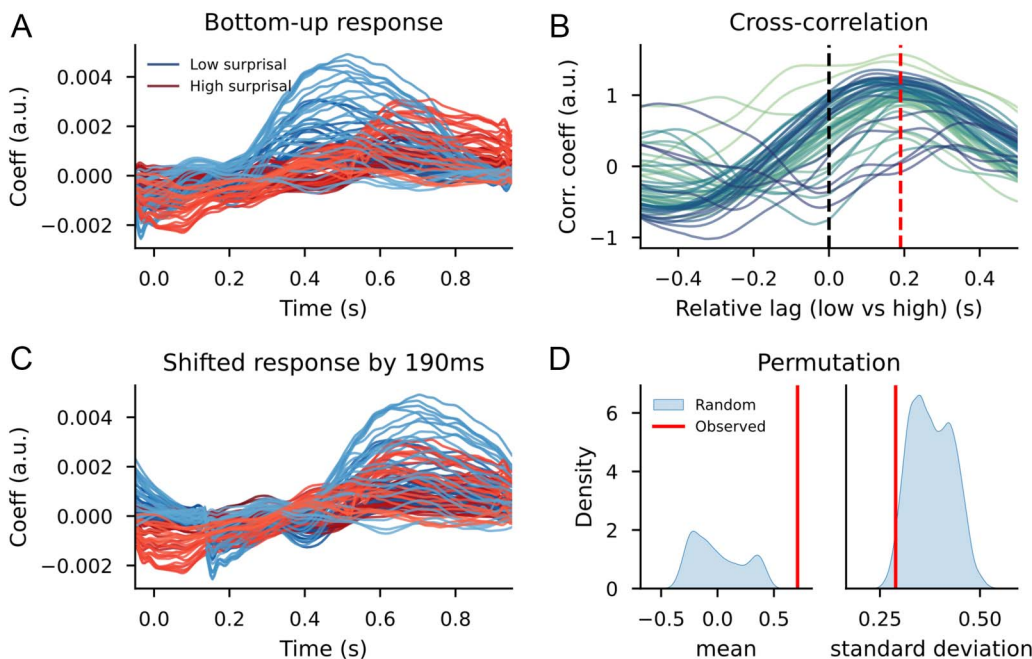 A
Bottom-up response
Coeff (a.u.)
0.004
0.002
0.000
−0.002
Low surprisal
High surprisal
0.0 0.2 0.4 0.6 0.8
Time (s)
B
Cross-correlation
Corr. coeff (a.u.)
1
0
−1
−0.4 −0.2 0.0 0.2 0.4
Relative lag (low vs high) (s)
C
Shifted response by 190ms
Coeff (a.u.)
0.004
0.002
0.000
−0.002
0.0 0.2 0.4 0.6 0.8
Time (s)
D
Permutation
Density
6
4
2
0
Random
Observed
−0.5 0.0 0.5
mean
0.25 0.50
standard deviation